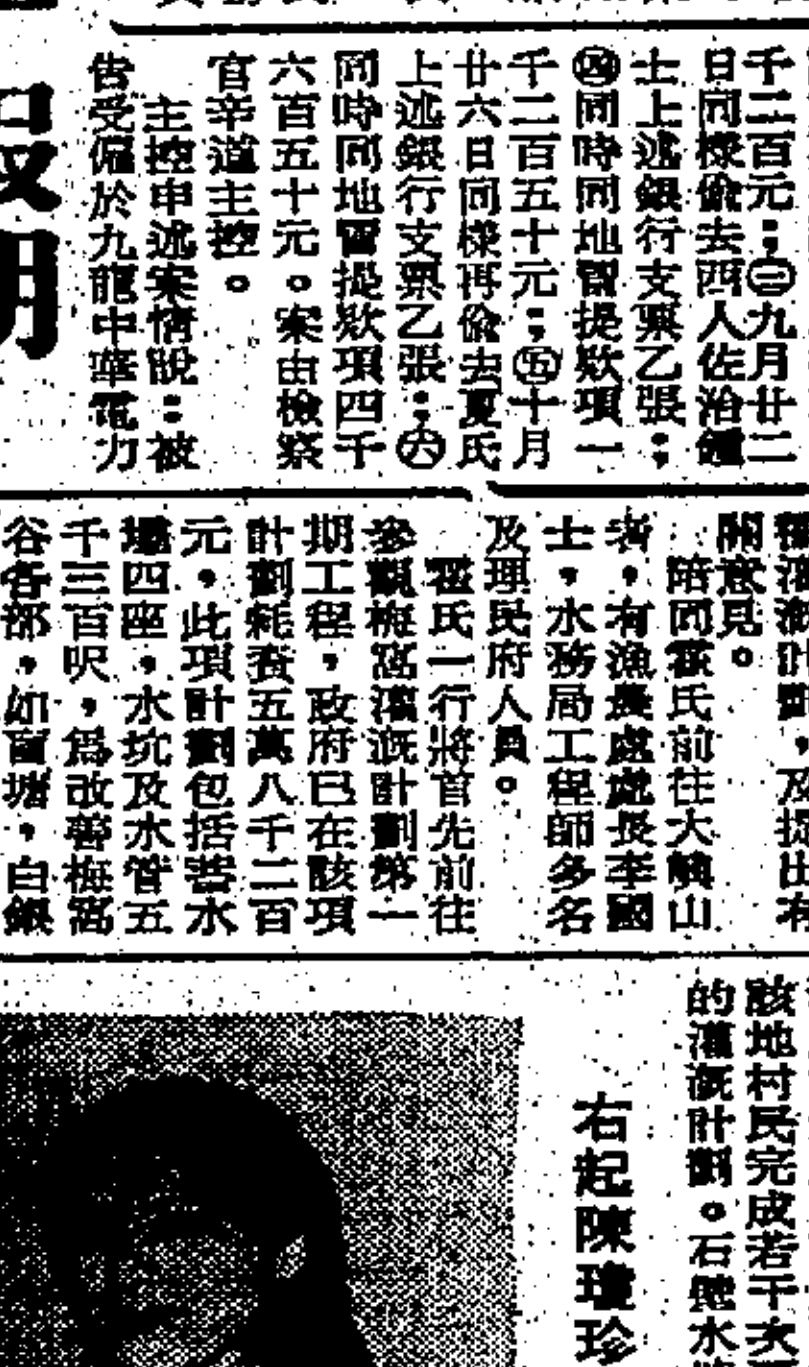 千二百元；㊂九月廿二
日同樣偷去西人佐治
士上述銀行支票乙張；
㊃同時同地冒提欵項一
千二百五十元；㊄十月
廿六日同樣再偷去夏氏
上述銀行支票乙張；㊅
同時同地冒提欵項四千
六百五十元。案由檢察
官辛道主控。
主控申述案情說：被
告受僱於九龍中華電力
計劃，及提出有
關意見。
陪同霍氏前往大嶼山
者，有漁農處處長李國
士，水務局工程師多名
及理民府人員。
霍氏一行將首先前往
參觀梅窩灌溉計劃第一
期工程，政府已在該項
計劃耗資五萬八千二百
元，此項計劃包括蓄水
壩四座，水坑及水管五
千三百呎，爲改善梅窩
谷各部，如窗塘，白銀
該地村民完成若干次
的灌溉計劃。石壁水
右起陳瓊珍